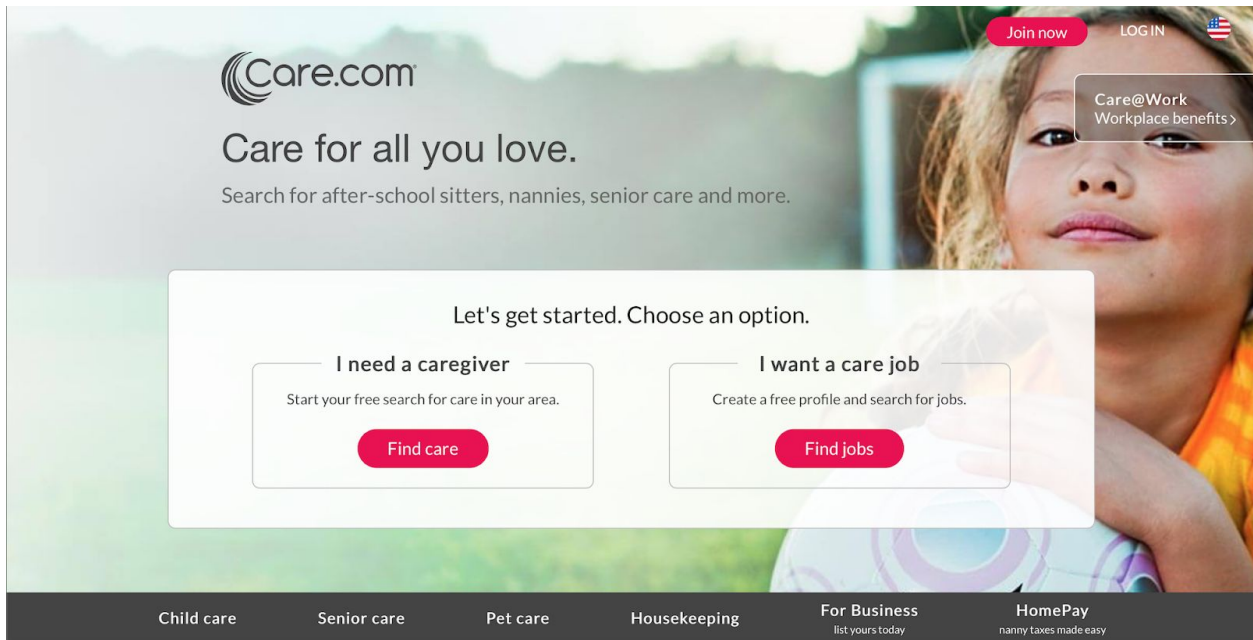 Join now
LOG IN
Care.com
Care@Work
Workplace benefits >
Care for all you love.
Search for after-school sitters, nannies, senior care and more.
Let's get started. Choose an option.
I need a caregiver
Start your free search for care in your area.
Find care
I want a care job
Create a free profile and search for jobs.
Find jobs
Child care
Senior care
Pet care
Housekeeping
For Business
list yours today
HomePay
nanny taxes made easy